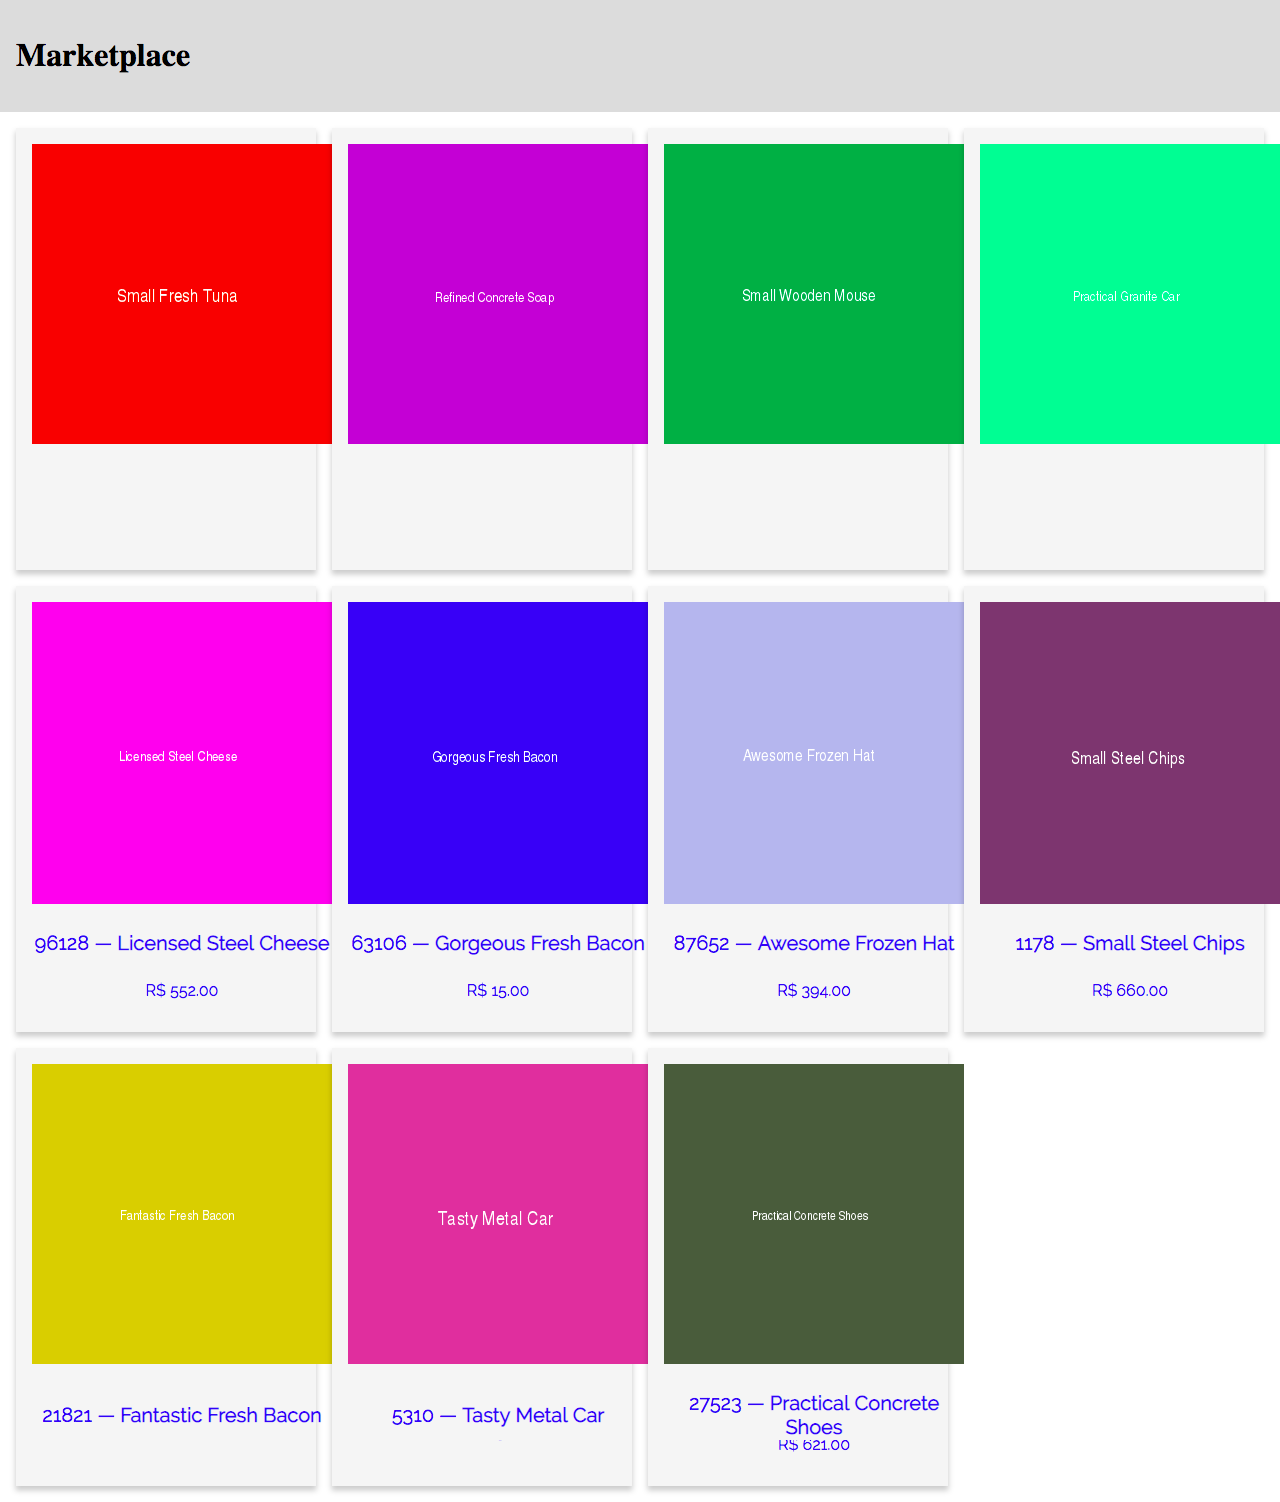 Marketplace
Small Fresh Tuna
Refined Concrete Soap
Small Wooden Mouse
Practical Granite Car
Licensed Steel Cheese
Gorgeous Fresh Bacon
Awesome Frozen Hat
Small Steel Chips
96128 — Licensed Steel Cheese
63106 — Gorgeous Fresh Bacon
87652 — Awesome Frozen Hat
1178 — Small Steel Chips
R$ 552.00
R$ 15.00
R$ 394.00
R$ 660.00
Fantastic Fresh Bacon
Tasty Metal Car
Practical Concrete Shoes
21821 — Fantastic Fresh Bacon
5310 — Tasty Metal Car
27523 — Practical Concrete
Shoes
R$ 621.00